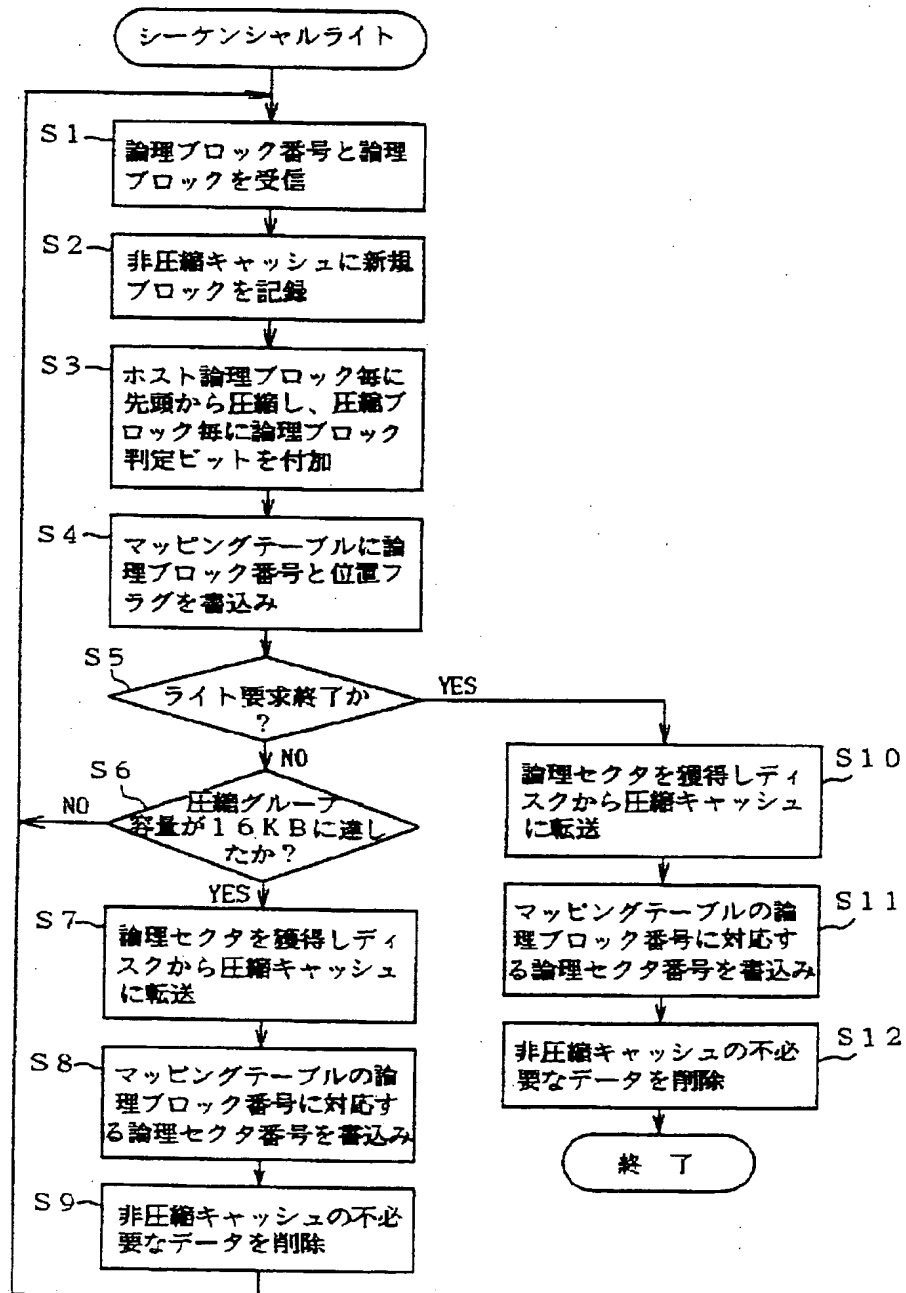 シーケンシャルライト
S1
論理ブロック番号と論理
ブロックを受信
S2
非圧縮キャッシュに新規
ブロックを記録
S3
ホスト論理ブロック毎に
先頭から圧縮し、圧縮ブ
ロック毎に論理ブロック
判定ビットを付加
S4
マッピングテーブルに論
理ブロック番号と位置フ
ラグを書込み
S5
ライト要求終了か
?
YES
NO
S6
圧縮グループ
容量が16KBに達し
たか?
NO
YES
S7
論理セクタを獲得しディ
スクから圧縮キャッシュ
に転送
S8
マッピングテーブルの論
理ブロック番号に対応す
る論理セクタ番号を書込み
S9
非圧縮キャッシュの不必
要なデータを削除
S10
論理セクタを獲得しディ
スクから圧縮キャッシュ
に転送
S11
マッピングテーブルの論
理ブロック番号に対応す
る論理セクタ番号を書込み
S12
非圧縮キャッシュの不必
要なデータを削除
終了